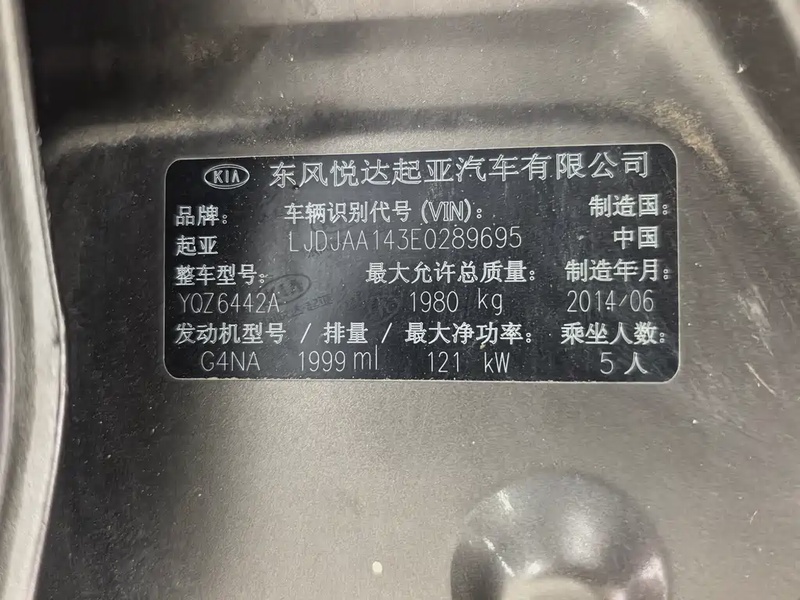 KIA 东风悦达起亚汽车有限公司
品牌: 车辆识别代号 (VIN): 制造国:
起亚 LJDJAA143E0289695 中国
整车型号: 最大允许总质量: 制造年月:
YQZ6442A 1980 kg 2014/06
发动机型号 / 排量 / 最大净功率: 乘坐人数:
G4NA 1999 ml 121 kW 5 人